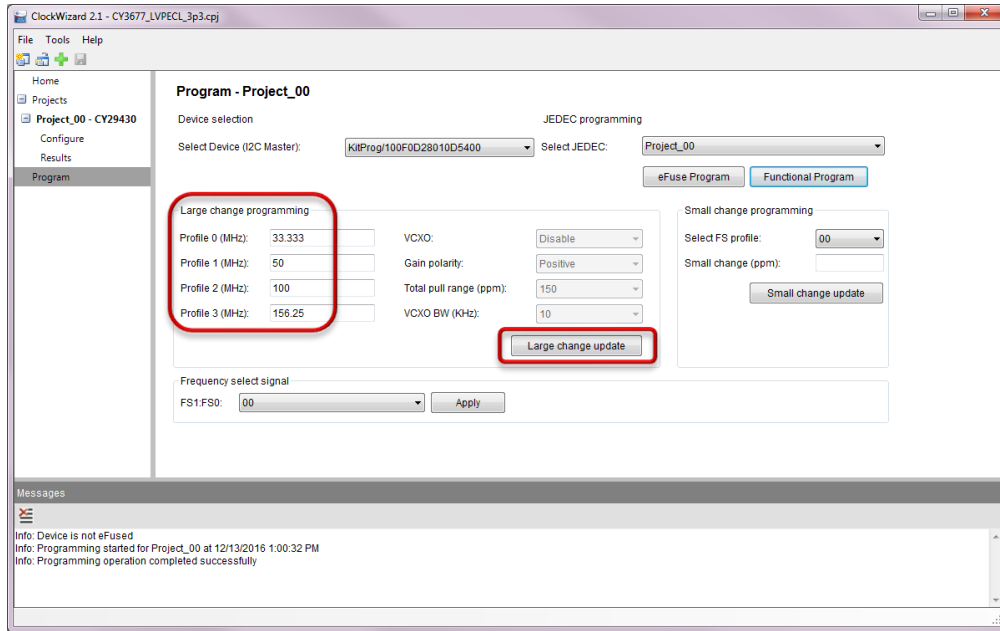 ClockWizard 2.1 - CY3677_LVPECL_3p3.cpj
File Tools Help
Home
Projects
Project_00 - CY29430
Configure
Results
Program
Program - Project_00
Device selection
JEDEC programming
Select Device (I2C Master):
KitProg/100F0D28010D5400
Select JEDEC:
Project_00
eFuse Program
Functional Program
Large change programming
Profile 0 (MHz):
33.333
Profile 1 (MHz):
50
Profile 2 (MHz):
100
Profile 3 (MHz):
156.25
VCXO:
Disable
Gain polarity:
Positive
Total pull range (ppm):
150
VCXO BW (KHz):
10
Large change update
Small change programming
Select FS profile:
00
Small change (ppm):
Small change update
Frequency select signal
FS1:FS0:
00
Apply
Messages
Info: Device is not eFused
Info: Programming started for Project_00 at 12/13/2016 1:00:32 PM
Info: Programming operation completed successfully